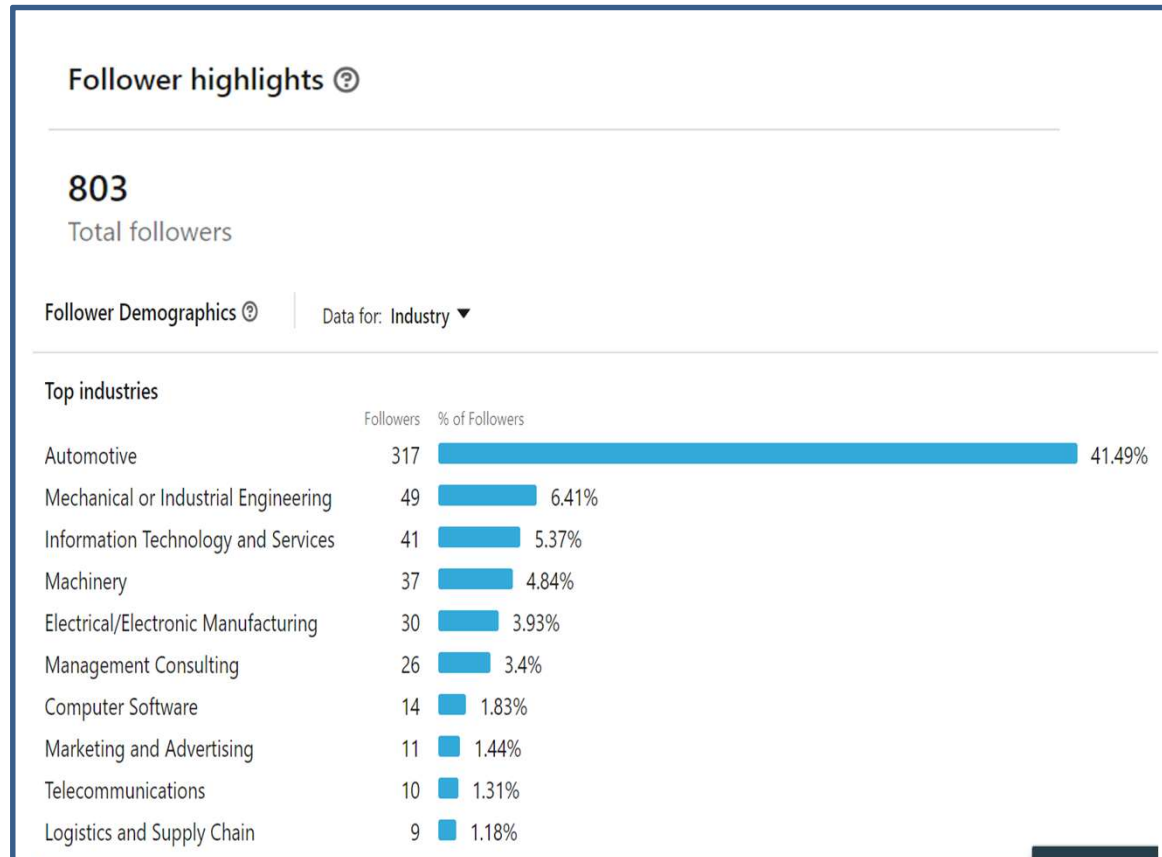 Follower highlights
803
Total followers
Follower Demographics Data for: Industry
Top industries
Followers % of Followers
Automotive 317 41.49%
Mechanical or Industrial Engineering 49 6.41%
Information Technology and Services 41 5.37%
Machinery 37 4.84%
Electrical/Electronic Manufacturing 30 3.93%
Management Consulting 26 3.4%
Computer Software 14 1.83%
Marketing and Advertising 11 1.44%
Telecommunications 10 1.31%
Logistics and Supply Chain 9 1.18%